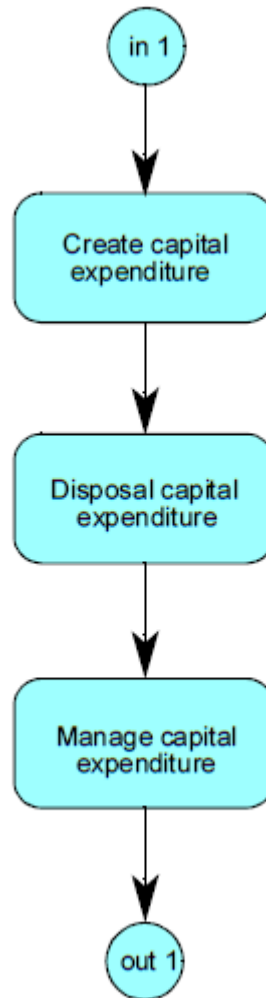 in 1
Create capital
expenditure
Disposal capital
expenditure
Manage capital
expenditure
out 1